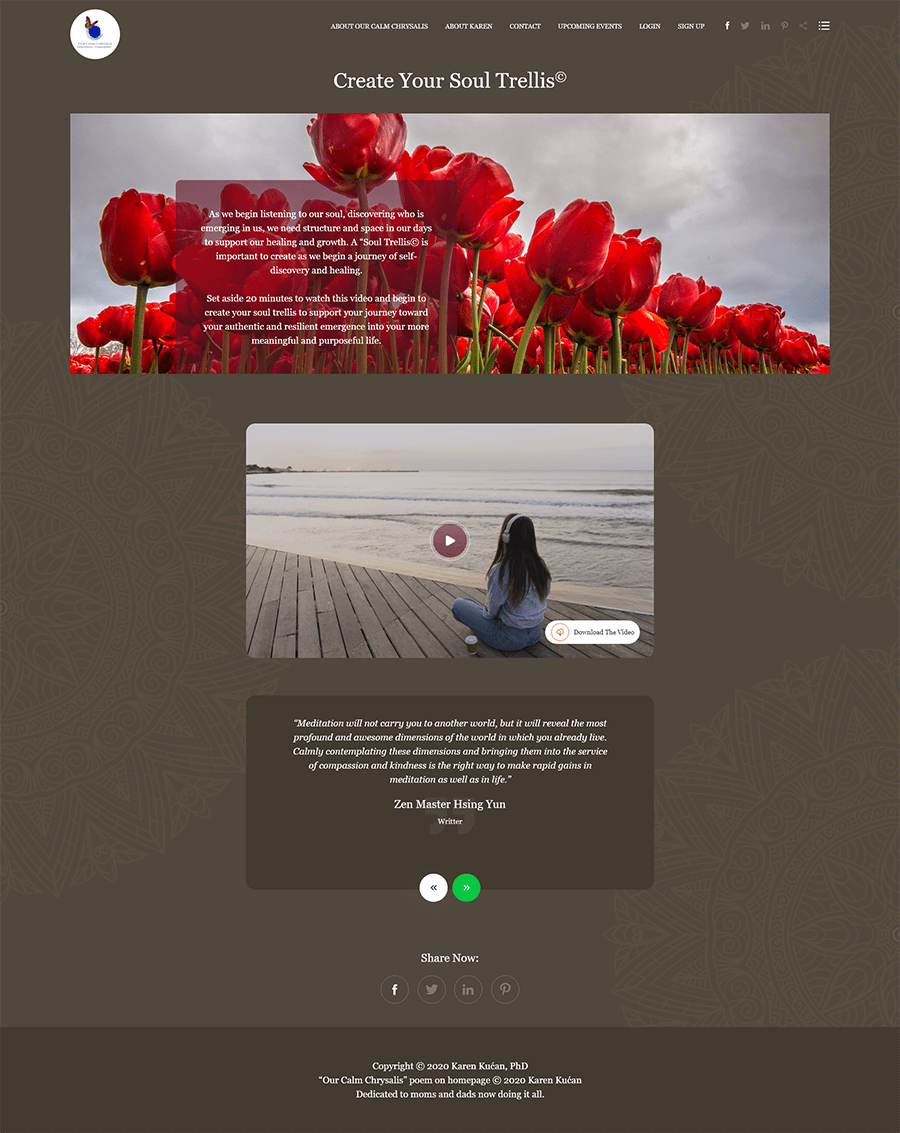 OUR CALM CHRYSALIS
ABOUT OUR CALM CHRYSALIS ABOUT KAREN CONTACT UPCOMING EVENTS LOGIN SIGN UP
Create Your Soul Trellis©
As we begin listening to our soul, discovering who is
emerging in us, we need structure and space in our days
to support our healing and growth. A “Soul Trellis© is
important to create as we begin a journey of self-
discovery and healing.
Set aside 20 minutes to watch this video and begin to
create your soul trellis to support your journey toward
your authentic and resilient emergence into your more
meaningful and purposeful life.
Download The Video
“Meditation will not carry you to another world, but it will reveal the most
profound and awesome dimensions of the world in which you already live.
Calmly contemplating these dimensions and bringing them into the service
of compassion and kindness is the right way to make rapid gains in
meditation as well as in life.”
Zen Master Hsing Yun
Writter
Share Now:
Copyright © 2020 Karen Kućan, PhD
“Our Calm Chrysalis” poem on homepage © 2020 Karen Kućan
Dedicated to moms and dads now doing it all.